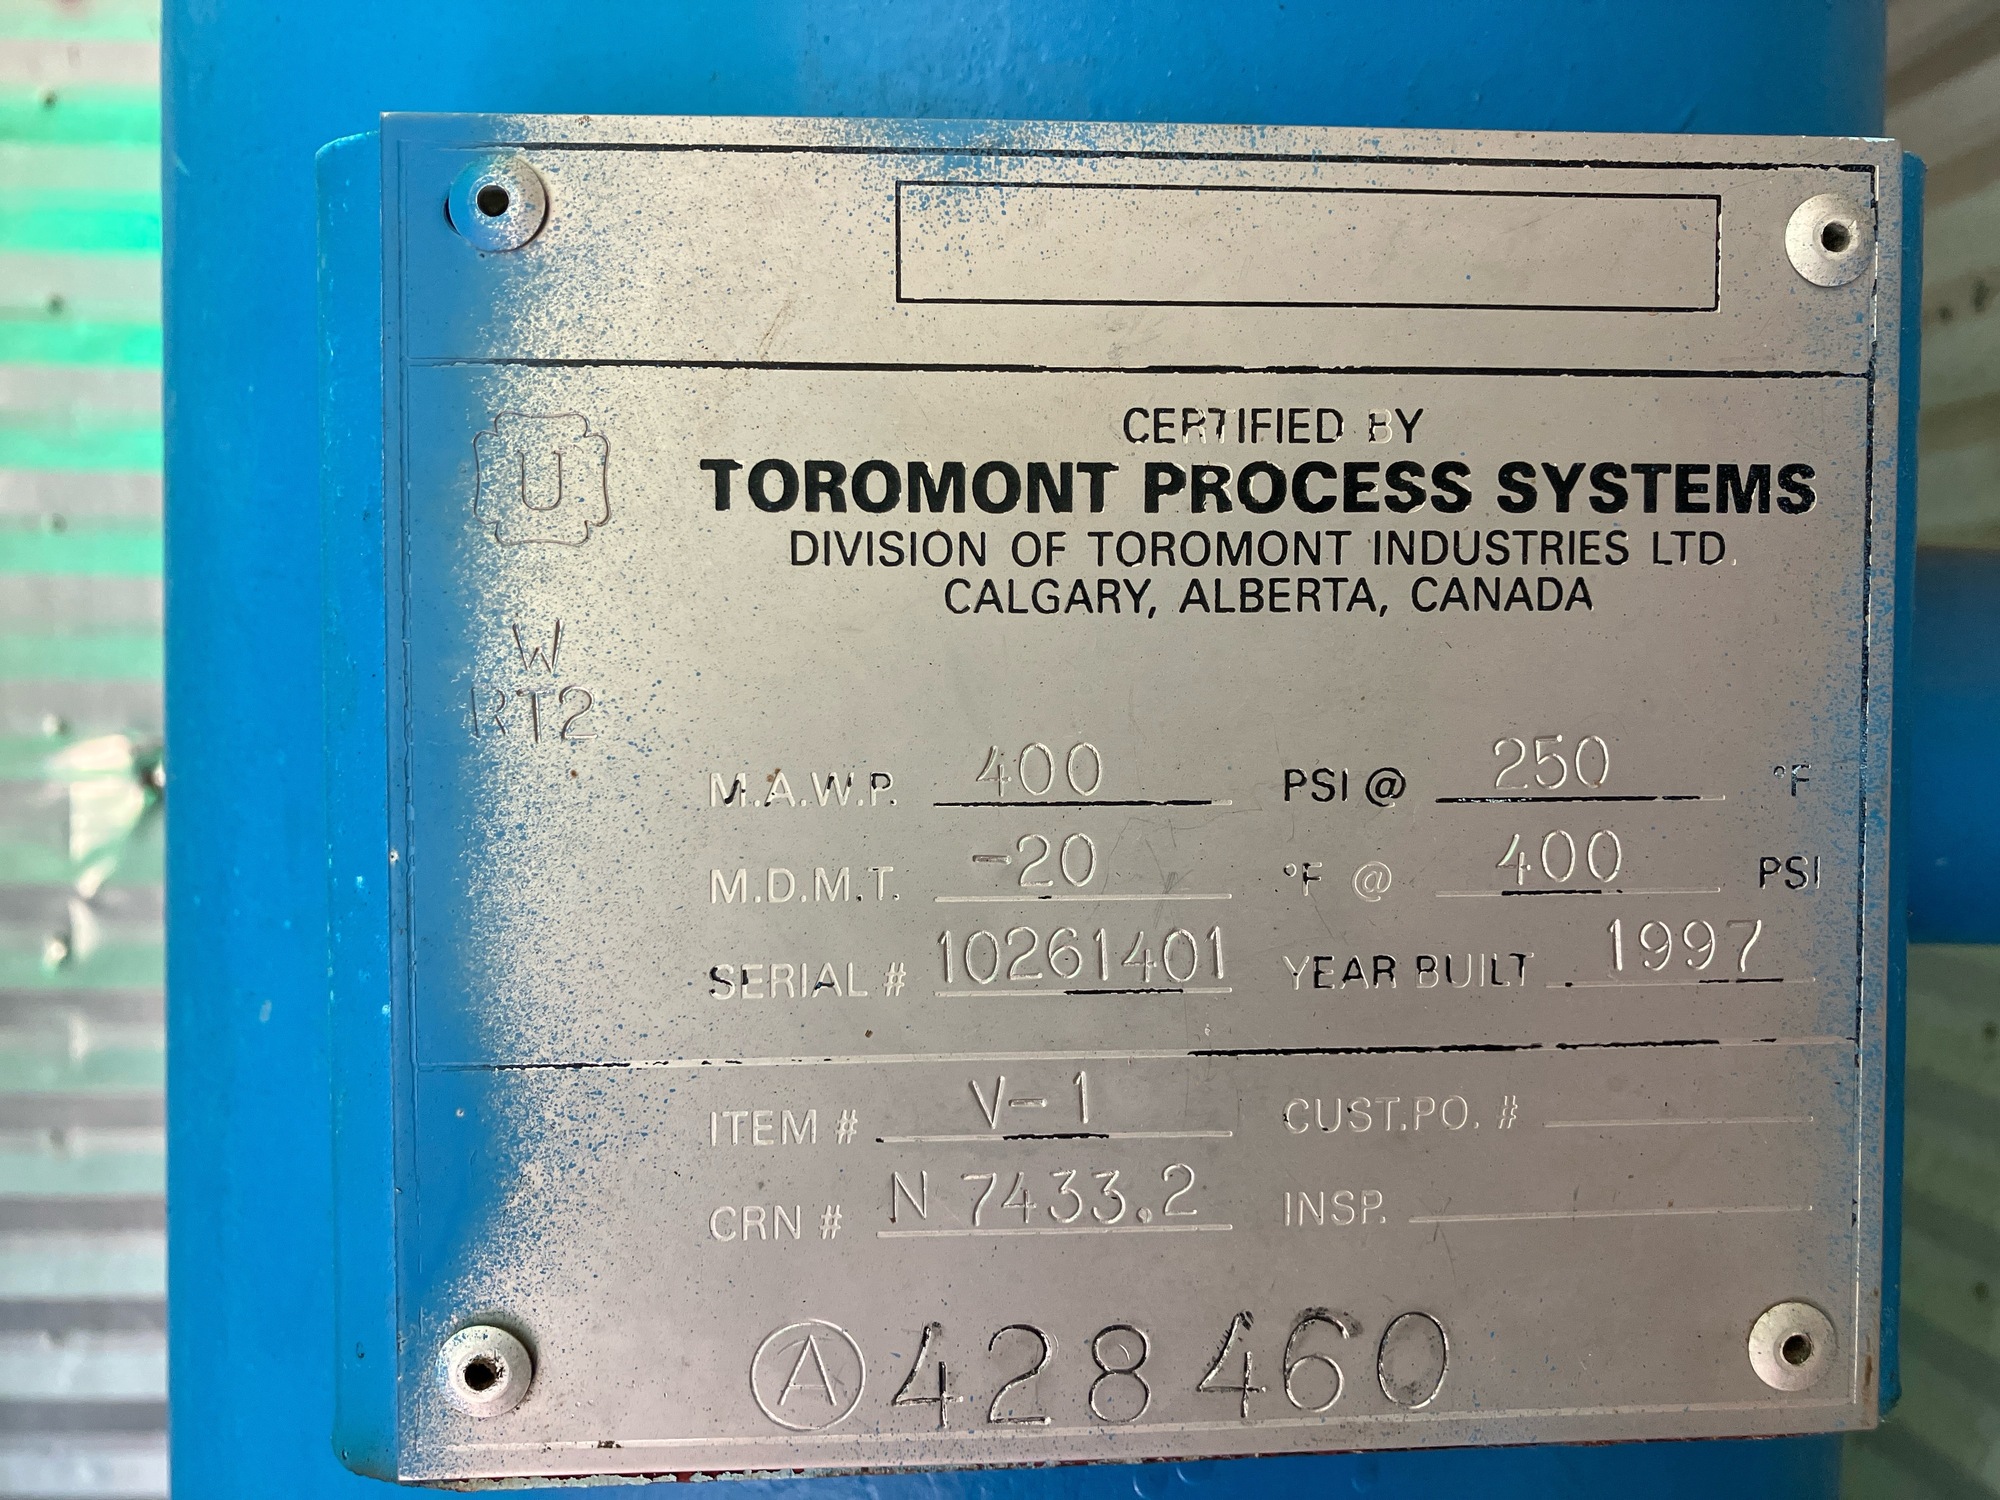 CERTIFIED BY
TOROMONT PROCESS SYSTEMS
DIVISION OF TOROMONT INDUSTRIES LTD.
CALGARY, ALBERTA, CANADA
U
W
RT2
M.A.W.P. 400 PSI @ 250 °F
M.D.M.T. -20 °F @ 400 PSI
SERIAL # 10261401 YEAR BUILT 1997
ITEM # V-1 CUST.PO. #
CRN # N 7433.2 INSP.
A 428460